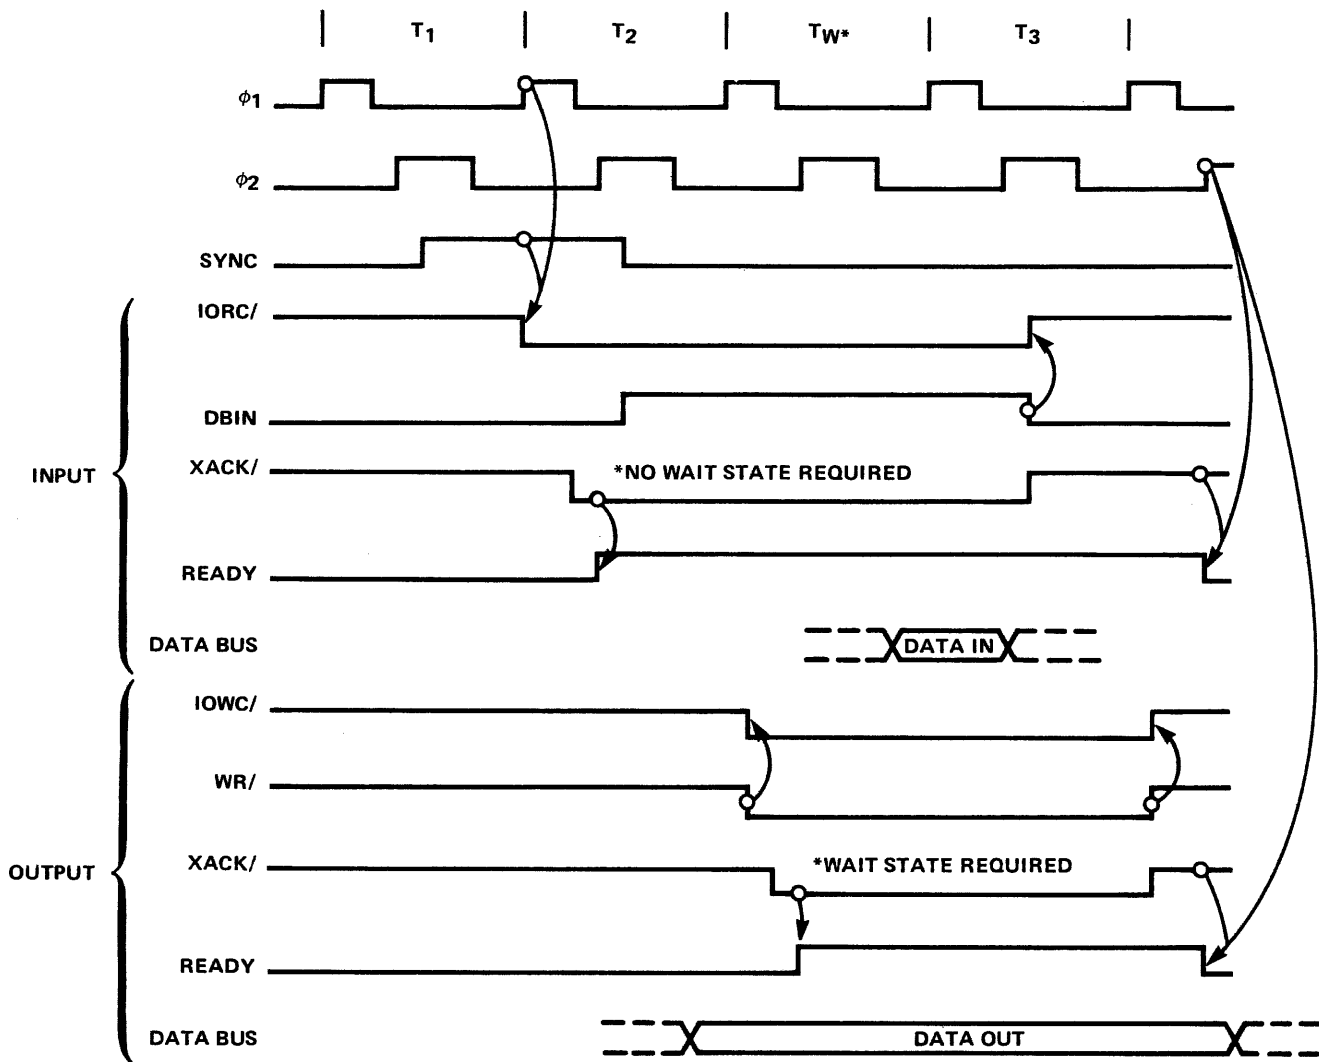 T1 T2 TW* T3
ϕ1
ϕ2
SYNC
IORC/
DBIN
INPUT
XACK/ *NO WAIT STATE REQUIRED
READY
DATA BUS DATA IN
IOWC/
WR/
OUTPUT
XACK/ *WAIT STATE REQUIRED
READY
DATA BUS DATA OUT